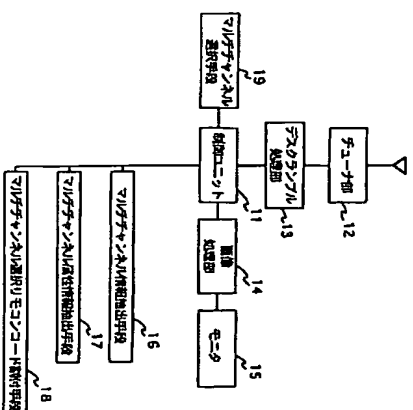 チューナ部
12
デスクランブル
処理部
13
マルチチャンネル
選択手段
19
制御ユニット
11
画像
処理部
14
モニタ
15
マルチチャンネル情報抽出手段
16
マルチチャンネル属性情報抽出手段
17
マルチチャンネル選択リモコンコード割付手段
18